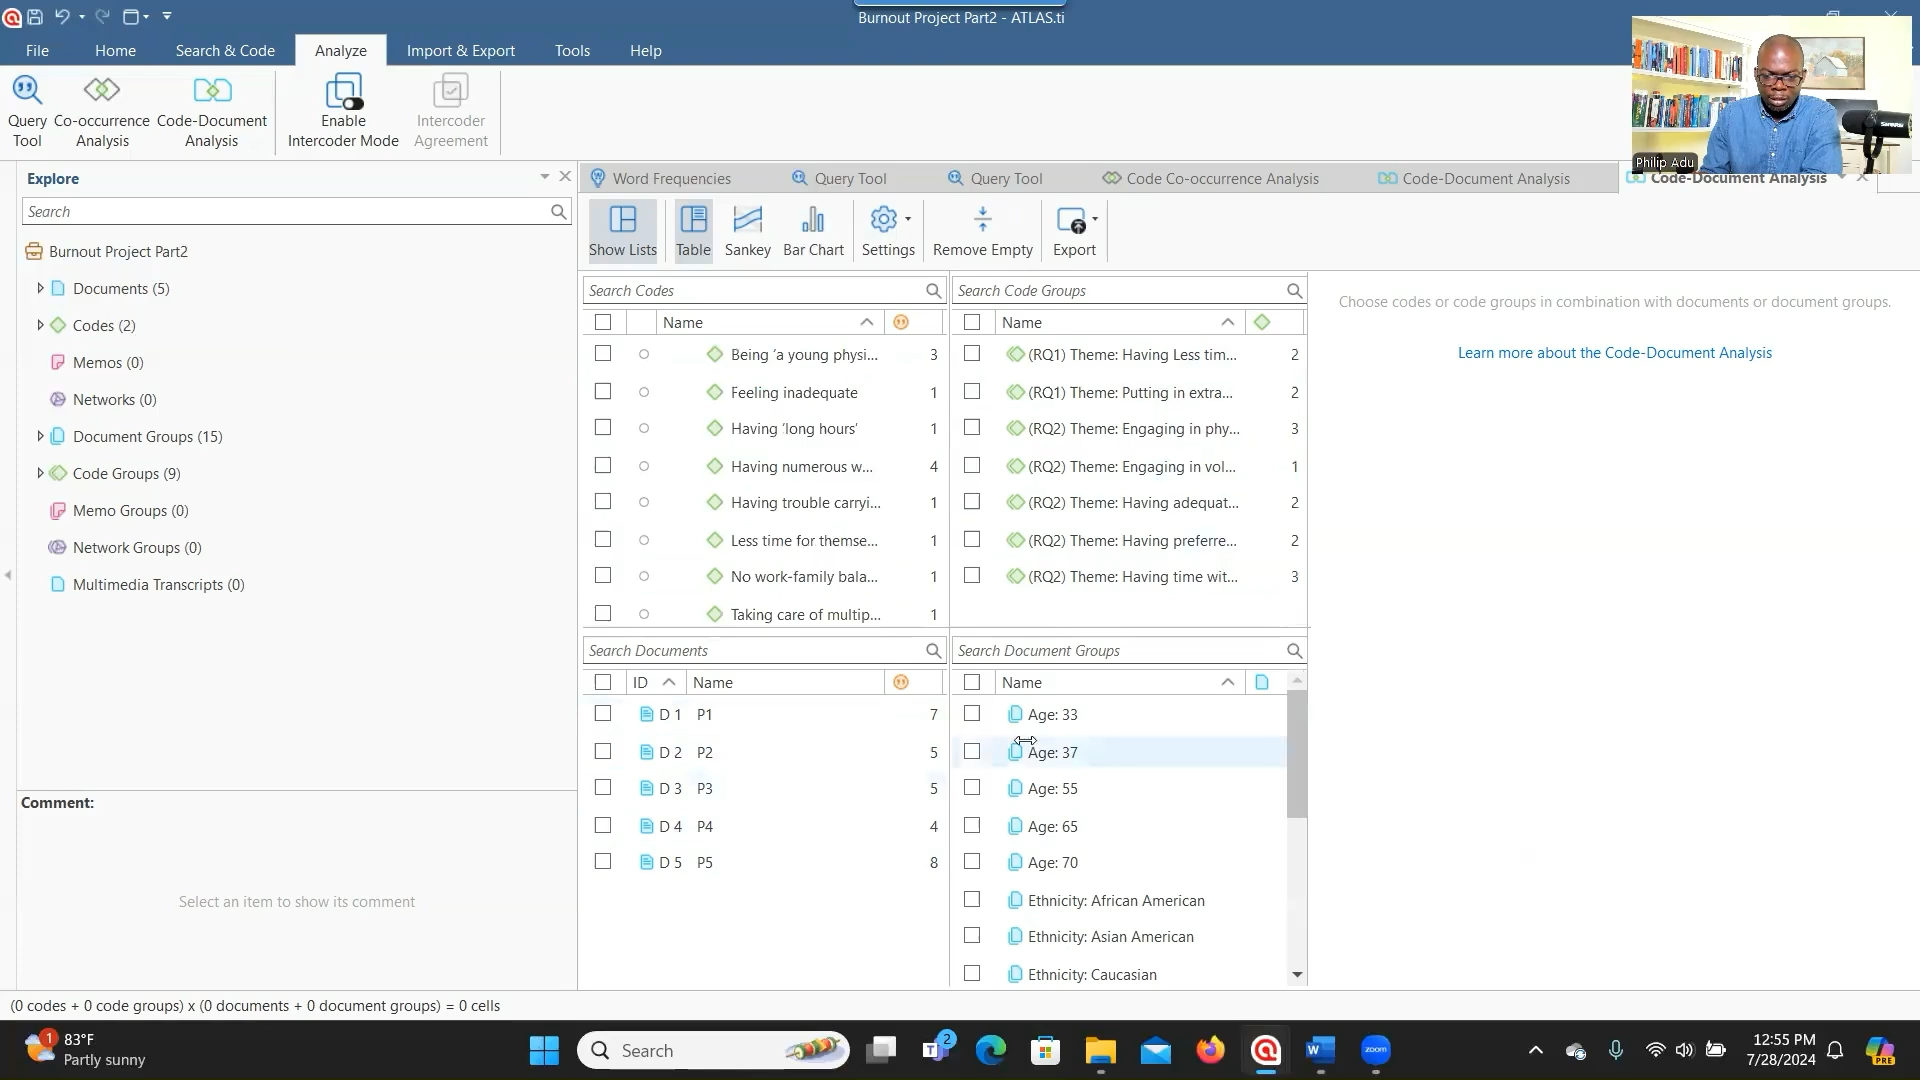 Burnout Project Part2 - ATLAS.ti
File Home Search & Code Analyze Import & Export Tools Help
Query Tool
Co-occurrence Analysis
Code-Document Analysis
Enable Intercoder Mode
Intercoder Agreement
SHURE
Philip Adu
Explore
Search
Burnout Project Part2
Documents (5)
Codes (2)
Memos (0)
Networks (0)
Document Groups (15)
Code Groups (9)
Memo Groups (0)
Network Groups (0)
Multimedia Transcripts (0)
Comment:
Select an item to show its comment
Word Frequencies Query Tool Query Tool Code Co-occurrence Analysis Code-Document Analysis Code-Document Analysis
Show Lists Table Sankey Bar Chart Settings Remove Empty Export
Search Codes
Name
Being ‘a young physi... 3
Feeling inadequate 1
Having ‘long hours’ 1
Having numerous w... 4
Having trouble carryi... 1
Less time for themse... 1
No work-family bala... 1
Taking care of multip... 1
Search Code Groups
Name
(RQ1) Theme: Having Less tim... 2
(RQ1) Theme: Putting in extra... 2
(RQ2) Theme: Engaging in phy... 3
(RQ2) Theme: Engaging in vol... 1
(RQ2) Theme: Having adequat... 2
(RQ2) Theme: Having preferre... 2
(RQ2) Theme: Having time wit... 3
Choose codes or code groups in combination with documents or document groups.
Learn more about the Code-Document Analysis
Search Documents
ID Name
D 1 P1 7
D 2 P2 5
D 3 P3 5
D 4 P4 4
D 5 P5 8
Search Document Groups
Name
Age: 33
Age: 37
Age: 55
Age: 65
Age: 70
Ethnicity: African American
Ethnicity: Asian American
Ethnicity: Caucasian
(0 codes + 0 code groups) x (0 documents + 0 document groups) = 0 cells
1
83°F
Partly sunny
Search
2
zoom
12:55 PM
7/28/2024
PRE